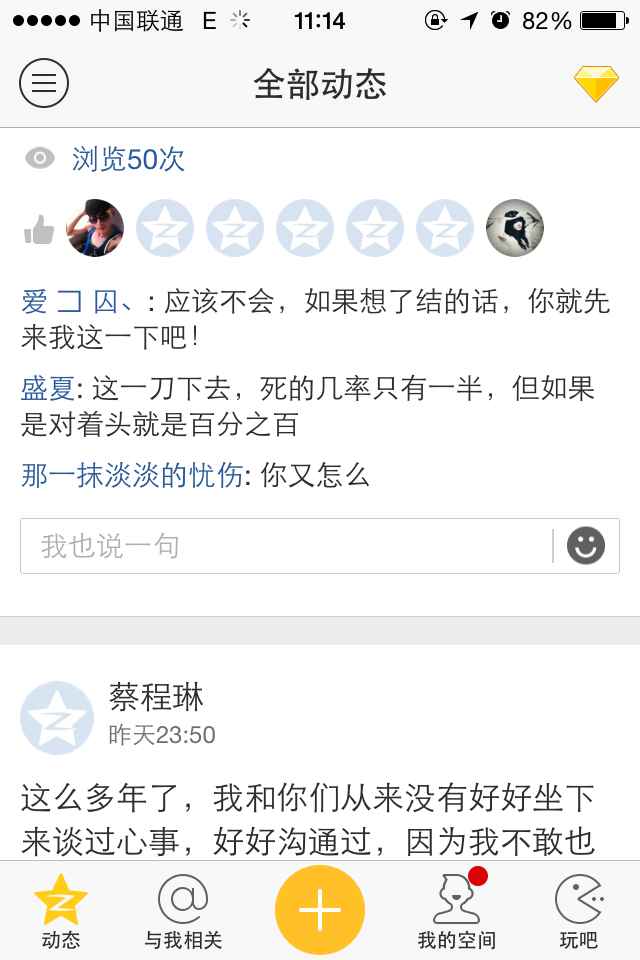 中国联通 E 11:14 82%
全部动态
浏览50次
爱 コ 囚、: 应该不会，如果想了结的话，你就先
来我这一下吧！
盛夏: 这一刀下去，死的几率只有一半，但如果
是对着头就是百分之百
那一抹淡淡的忧伤: 你又怎么
我也说一句
蔡程琳
昨天23:50
这么多年了，我和你们从来没有好好坐下
来谈过心事，好好沟通过，因为我不敢也
动态 与我相关 我的空间 玩吧